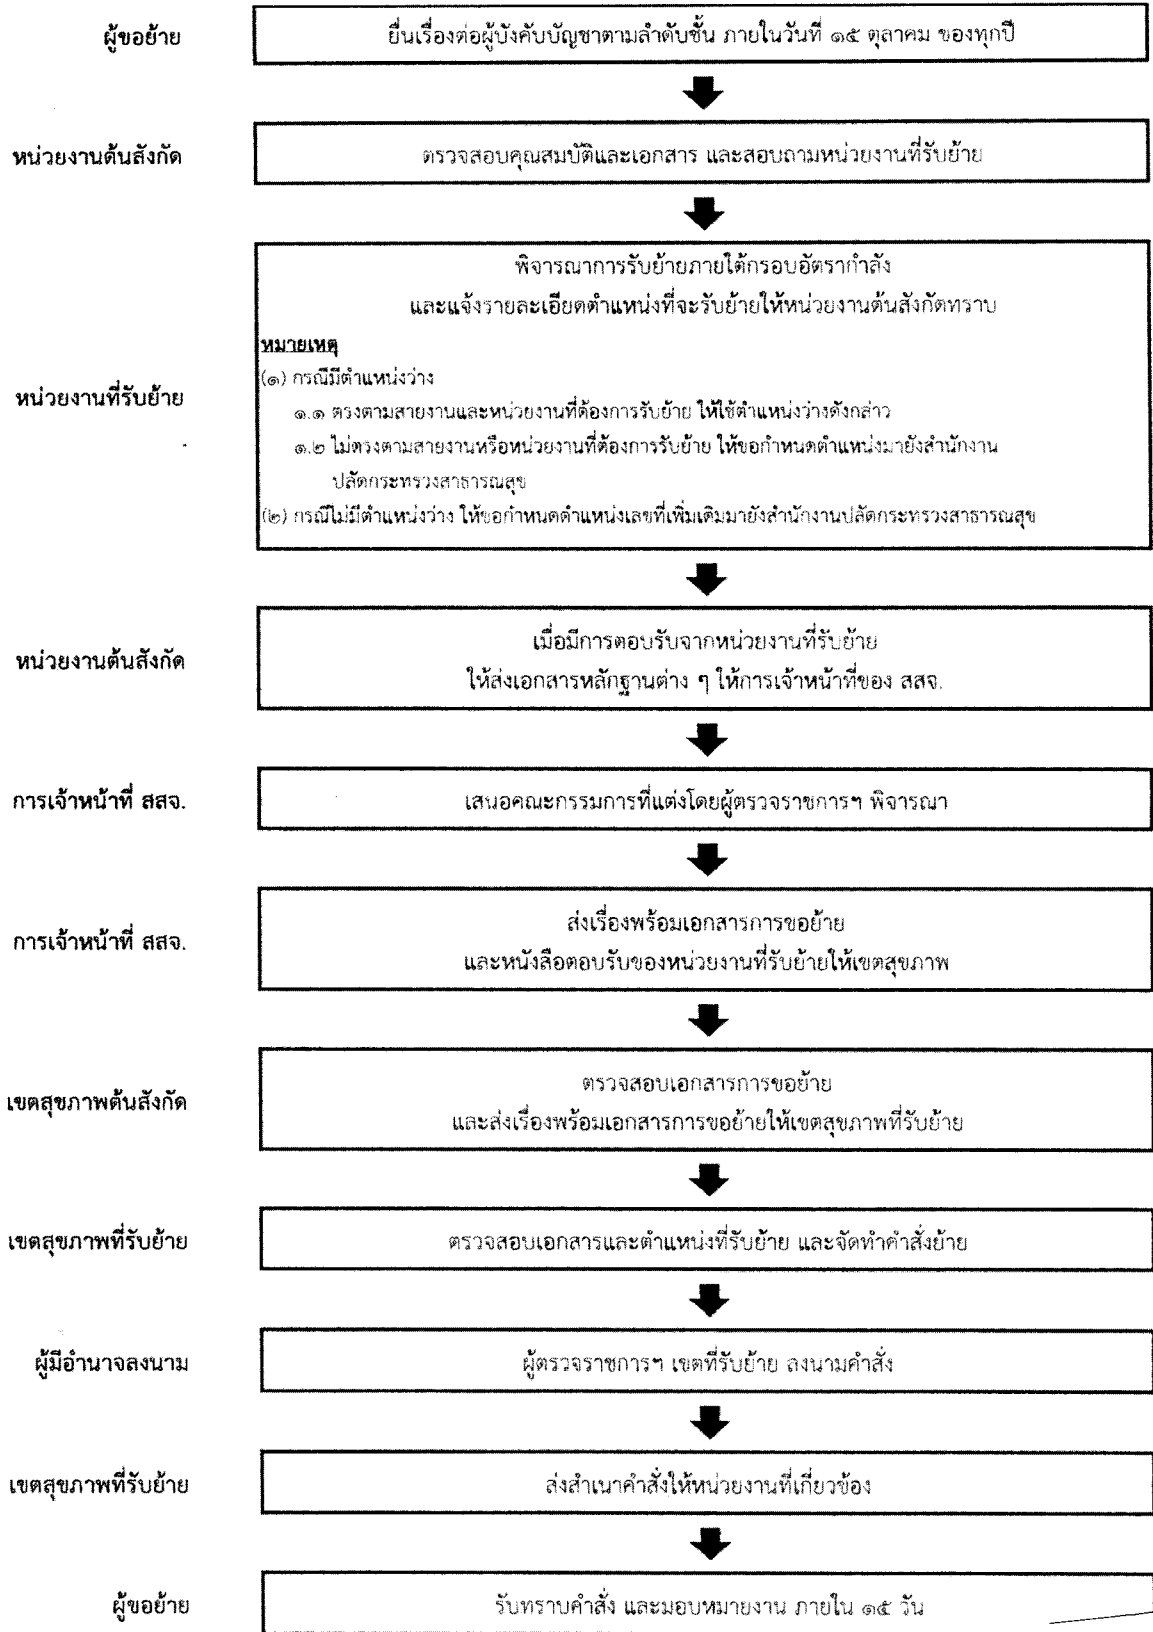 ผู้ขอย้าย
ยื่นเรื่องต่อผู้บังคับบัญชาตามลำดับชั้น ภายในวันที่ ๑๕ ตุลาคม ของทุกปี
หน่วยงานต้นสังกัด
ตรวจสอบคุณสมบัติและเอกสาร และสอบถามหน่วยงานที่รับย้าย
พิจารณาการรับย้ายภายใต้กรอบอัตรากำลัง
และแจ้งรายละเอียดตำแหน่งที่จะรับย้ายให้หน่วยงานต้นสังกัดทราบ
หมายเหตุ
(๑) กรณีมีตำแหน่งว่าง
หน่วยงานที่รับย้าย
๑.๑ ตรงตามสายงานและหน่วยงานที่ต้องการรับย้าย ให้ใช้ตำแหน่งว่างดังกล่าว
๑.๒ ไม่ตรงตามสายงานหรือหน่วยงานที่ต้องการรับย้าย ให้ขอกำหนดตำแหน่งมายังสำนักงาน
ปลัดกระทรวงสาธารณสุข
(๒) กรณีไม่มีตำแหน่งว่าง ให้ขอกำหนดตำแหน่งเลขที่เพิ่มเติมมายังสำนักงานปลัดกระทรวงสาธารณสุข
หน่วยงานต้นสังกัด
เมื่อมีการตอบรับจากหน่วยงานที่รับย้าย
ให้ส่งเอกสารหลักฐานต่าง ๆ ให้การเจ้าหน้าที่ของ สสจ.
การเจ้าหน้าที่ สสจ.
เสนอคณะกรรมการที่แต่งโดยผู้ตรวจราชการฯ พิจารณา
การเจ้าหน้าที่ สสจ.
ส่งเรื่องพร้อมเอกสารการขอย้าย
และหนังสือตอบรับของหน่วยงานที่รับย้ายให้เขตสุขภาพ
เขตสุขภาพต้นสังกัด
ตรวจสอบเอกสารการขอย้าย
และส่งเรื่องพร้อมเอกสารการขอย้ายให้เขตสุขภาพที่รับย้าย
เขตสุขภาพที่รับย้าย
ตรวจสอบเอกสารและตำแหน่งที่รับย้าย และจัดทำคำสั่งย้าย
ผู้มีอำนาจลงนาม
ผู้ตรวจราชการฯ เขตที่รับย้าย ลงนามคำสั่ง
เขตสุขภาพที่รับย้าย
ส่งสำเนาคำสั่งให้หน่วยงานที่เกี่ยวข้อง
ผู้ขอย้าย
รับทราบคำสั่ง และมอบหมายงาน ภายใน ๑๕ วัน